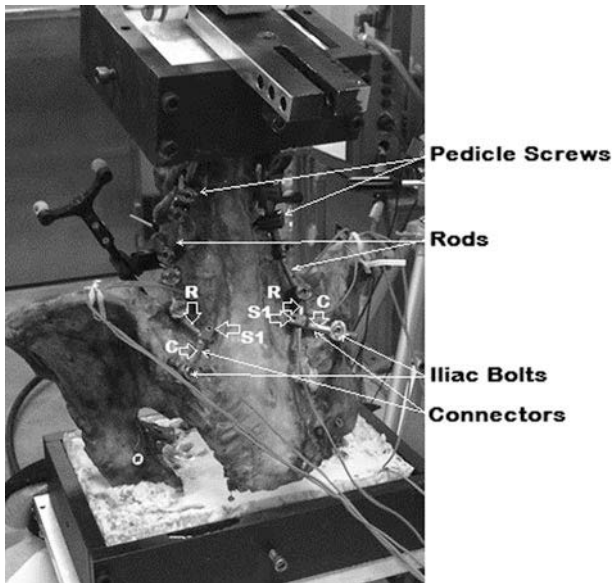 Pedicle Screws
Rods
R
R
S1
C
S1
C
Iliac Bolts
Connectors